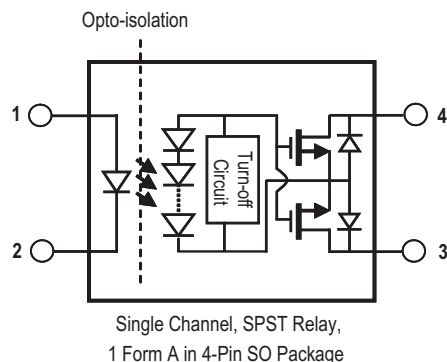 Opto-isolation
1
4
Turn-off
Circuit
2
3
Single Channel, SPST Relay,
1 Form A in 4-Pin SO Package